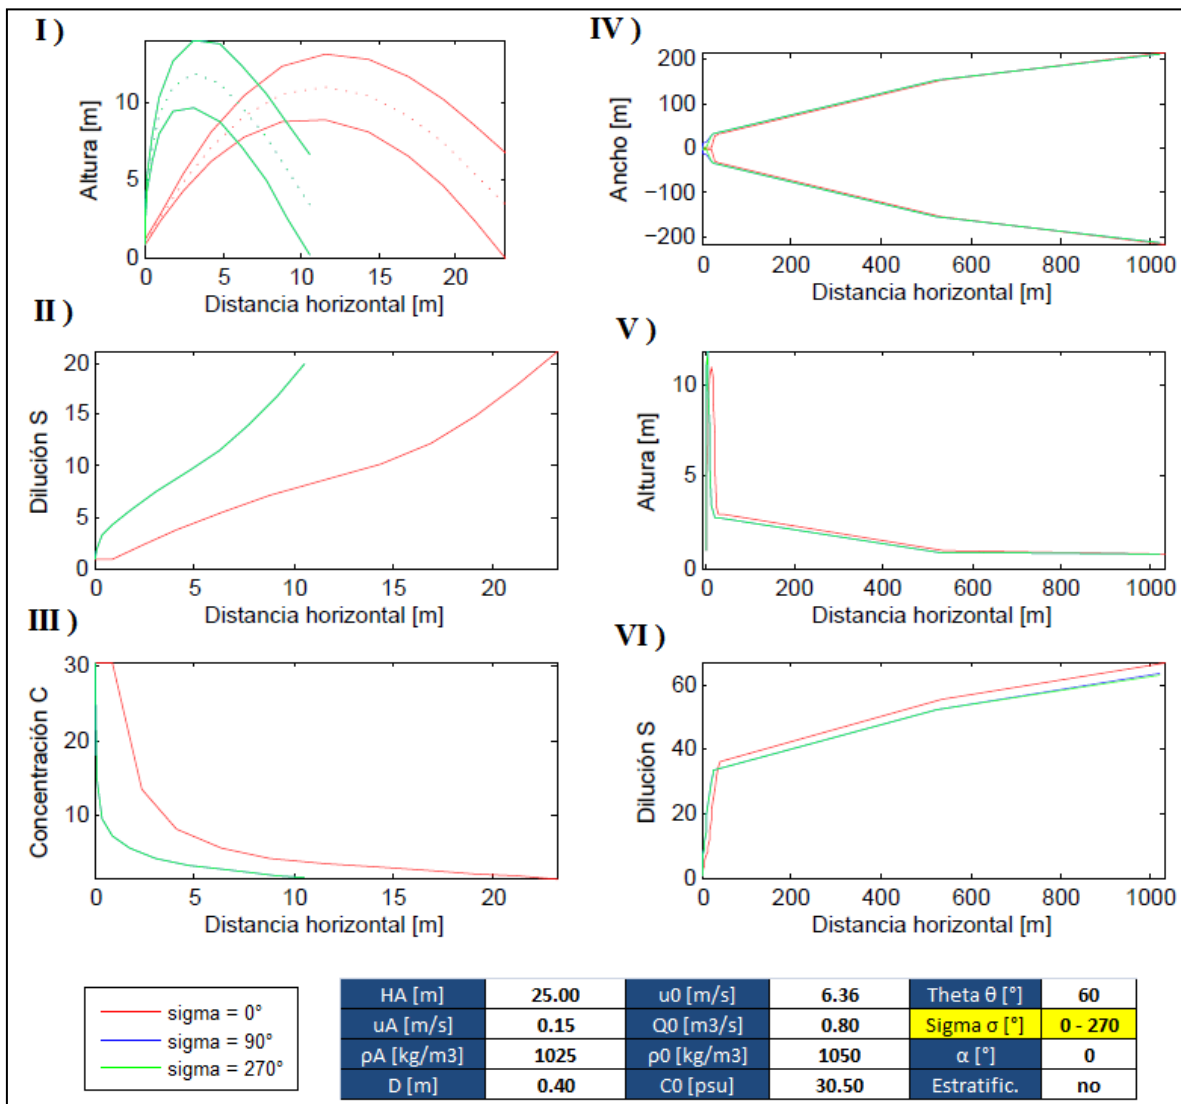 I )
Altura [m]
10
5
0
0
5
10
15
20
Distancia horizontal [m]
II )
Dilución S
20
15
10
5
0
0
5
10
15
20
Distancia horizontal [m]
III )
Concentración C
30
20
10
0
5
10
15
20
Distancia horizontal [m]
IV )
Ancho [m]
200
100
0
−100
−200
0
200
400
600
800
1000
Distancia horizontal [m]
V )
Altura [m]
10
5
0
0
200
400
600
800
1000
Distancia horizontal [m]
VI )
Dilución S
60
40
20
0
0
200
400
600
800
1000
Distancia horizontal [m]
sigma = 0°
sigma = 90°
sigma = 270°
HA [m] 25.00 u0 [m/s] 6.36 Theta θ [°] 60
uA [m/s] 0.15 Q0 [m3/s] 0.80 Sigma σ [°] 0 - 270
ρA [kg/m3] 1025 ρ0 [kg/m3] 1050 α [°] 0
D [m] 0.40 C0 [psu] 30.50 Estratific. no